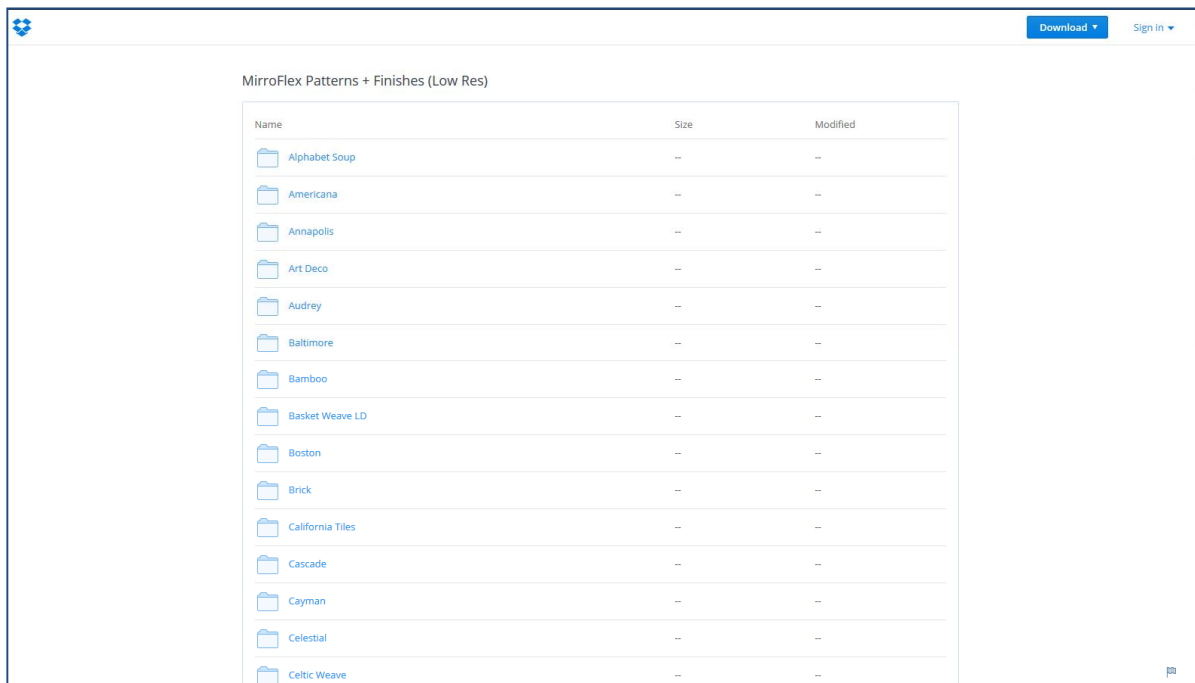 Download
Sign in
MirroFlex Patterns + Finishes (Low Res)
Name Size Modified
Alphabet Soup -- --
Americana -- --
Annapolis -- --
Art Deco -- --
Audrey -- --
Baltimore -- --
Bamboo -- --
Basket Weave LD -- --
Boston -- --
Brick -- --
California Tiles -- --
Cascade -- --
Cayman -- --
Celestial -- --
Celtic Weave -- --